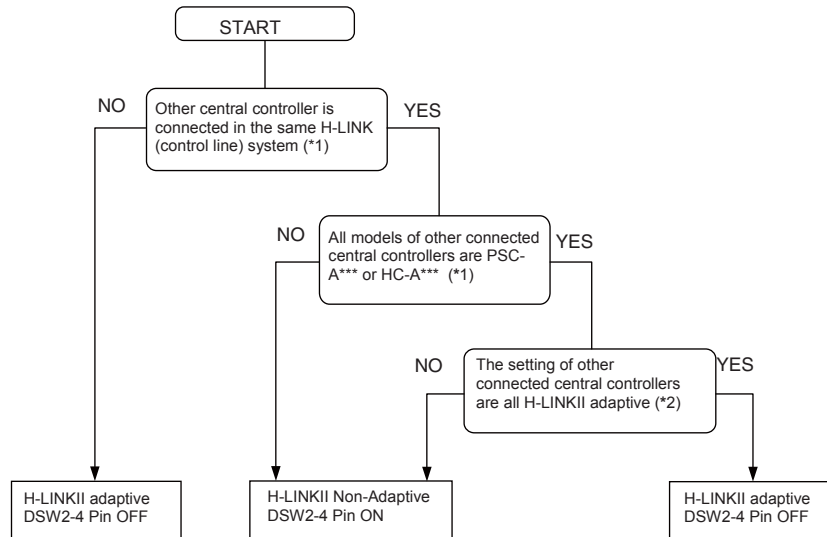 START
NO
YES
Other central controller is
connected in the same H-LINK
(control line) system (*1)
NO
YES
All models of other connected
central controllers are PSC-
A*** or HC-A*** (*1)
NO
YES
The setting of other
connected central controllers
are all H-LINKII adaptive (*2)
H-LINKII adaptive
DSW2-4 Pin OFF
H-LINKII Non-Adaptive
DSW2-4 Pin ON
H-LINKII adaptive
DSW2-4 Pin OFF